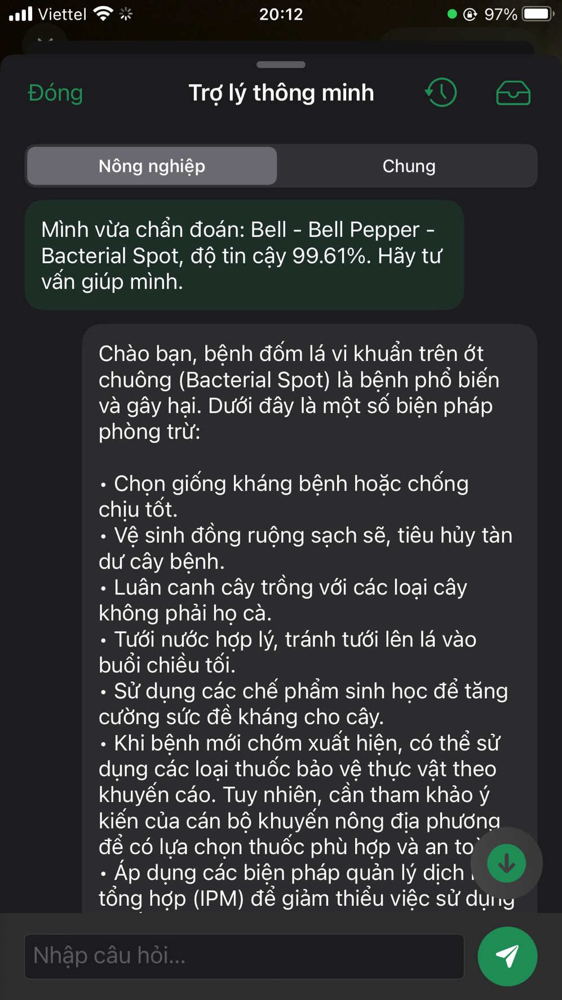 Viettel
20:12
97%
Đóng
Trợ lý thông minh
Nông nghiệp
Chung
Mình vừa chẩn đoán: Bell - Bell Pepper -
Bacterial Spot, độ tin cậy 99.61%. Hãy tư
vấn giúp mình.
Chào bạn, bệnh đốm lá vi khuẩn trên ớt
chuông (Bacterial Spot) là bệnh phổ biến
và gây hại. Dưới đây là một số biện pháp
phòng trừ:
• Chọn giống kháng bệnh hoặc chống
chịu tốt.
• Vệ sinh đồng ruộng sạch sẽ, tiêu hủy tàn
dư cây bệnh.
• Luân canh cây trồng với các loại cây
không phải họ cà.
• Tưới nước hợp lý, tránh tưới lên lá vào
buổi chiều tối.
• Sử dụng các chế phẩm sinh học để tăng
cường sức đề kháng cho cây.
• Khi bệnh mới chớm xuất hiện, có thể sử
dụng các loại thuốc bảo vệ thực vật theo
khuyến cáo. Tuy nhiên, cần tham khảo ý
kiến của cán bộ khuyến nông địa phương
để có lựa chọn thuốc phù hợp và an
• Áp dụng các biện pháp quản lý dịch
tổng hợp (IPM) để giảm thiểu việc sử dụng
Nhập câu hỏi...